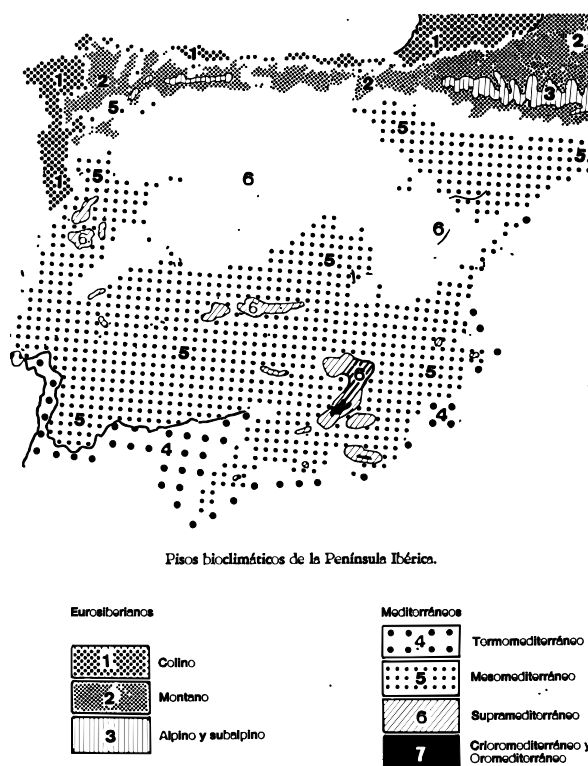 1
1
2
1
2
2
3
5
5
5
5
6
1
6
6
5
6
5
5
6
4
5
4
Pisos bioclimáticos de la Península Ibérica.
Eurosiberianos
1 Colino
2 Montano
3 Alpino y subalpino
Mediterráneos
4 Termomediterráneo
5 Mesomediterráneo
6 Supramediterráneo
7 Crioromediterráneo y
Oromediterráneo